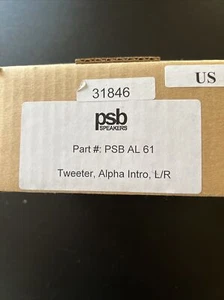 US
31846
psb
SPEAKERS
Part #: PSB AL 61
Tweeter, Alpha Intro, L/R